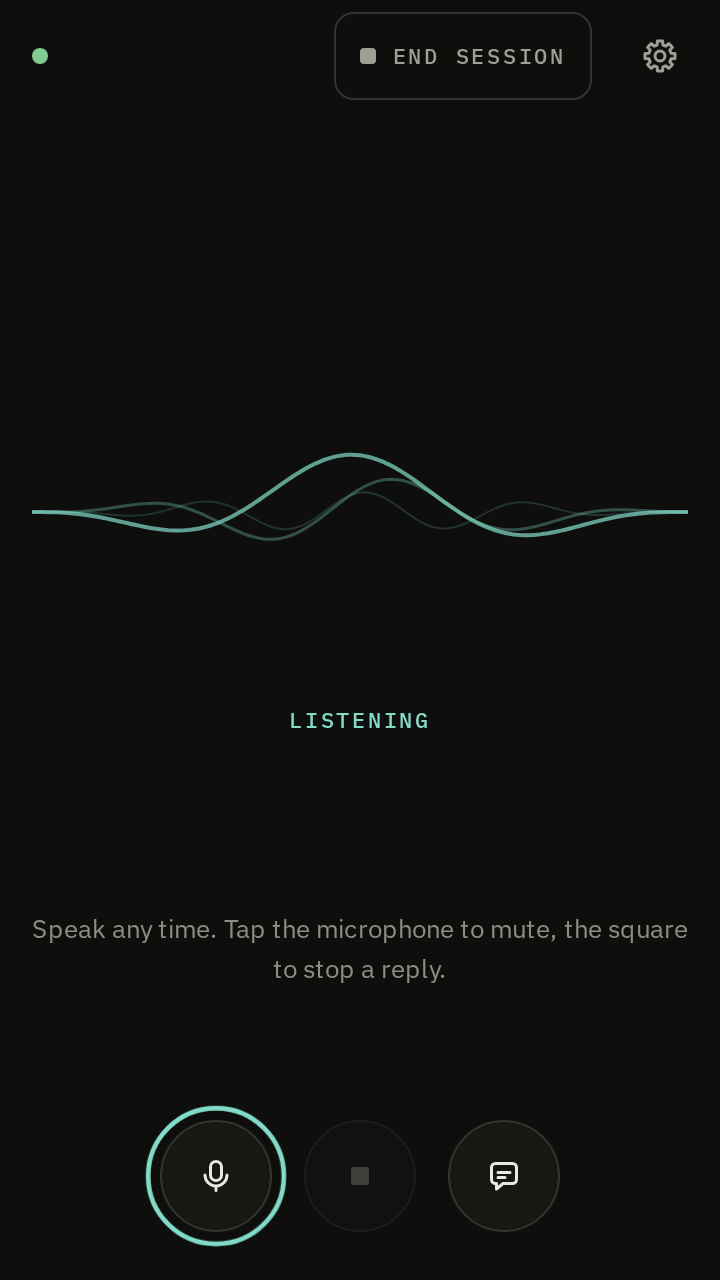 END SESSION
LISTENING
Speak any time. Tap the microphone to mute, the square
to stop a reply.